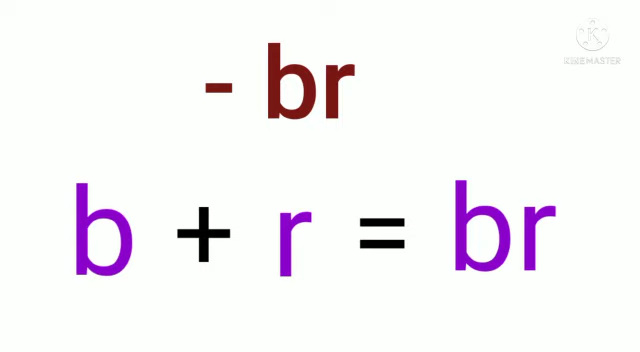 KINEMASTER
- br
b + r = br